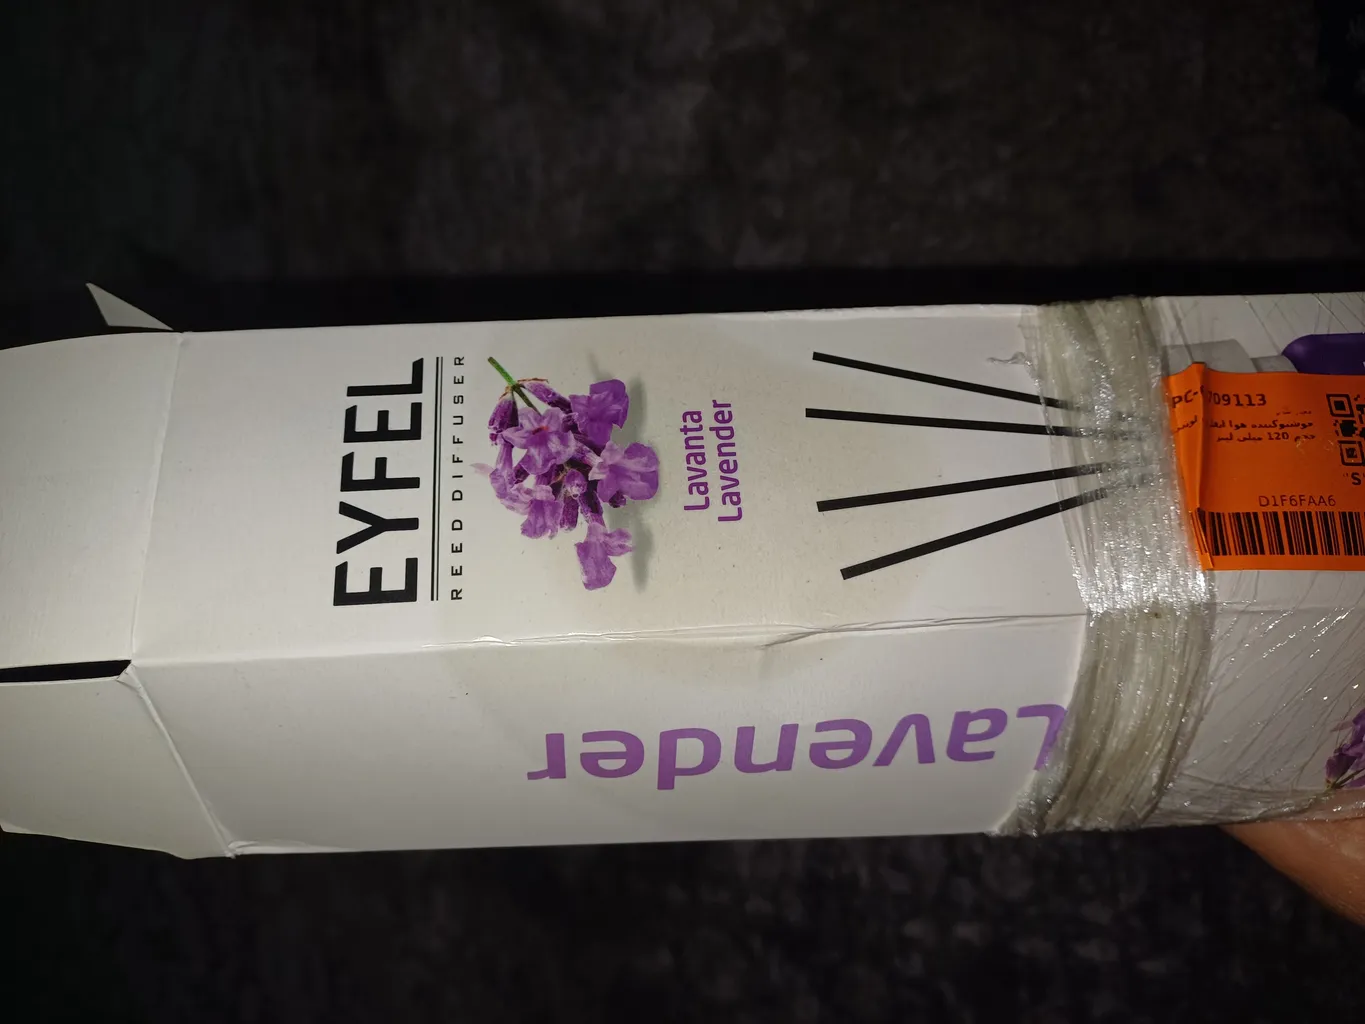 EYFEL
REED DIFFUSER
Lavanta
Lavender
Lavender
709113
خوشبوکننده هوا ایفل
حجم 120 میلی لیتر
D1F6FAA6